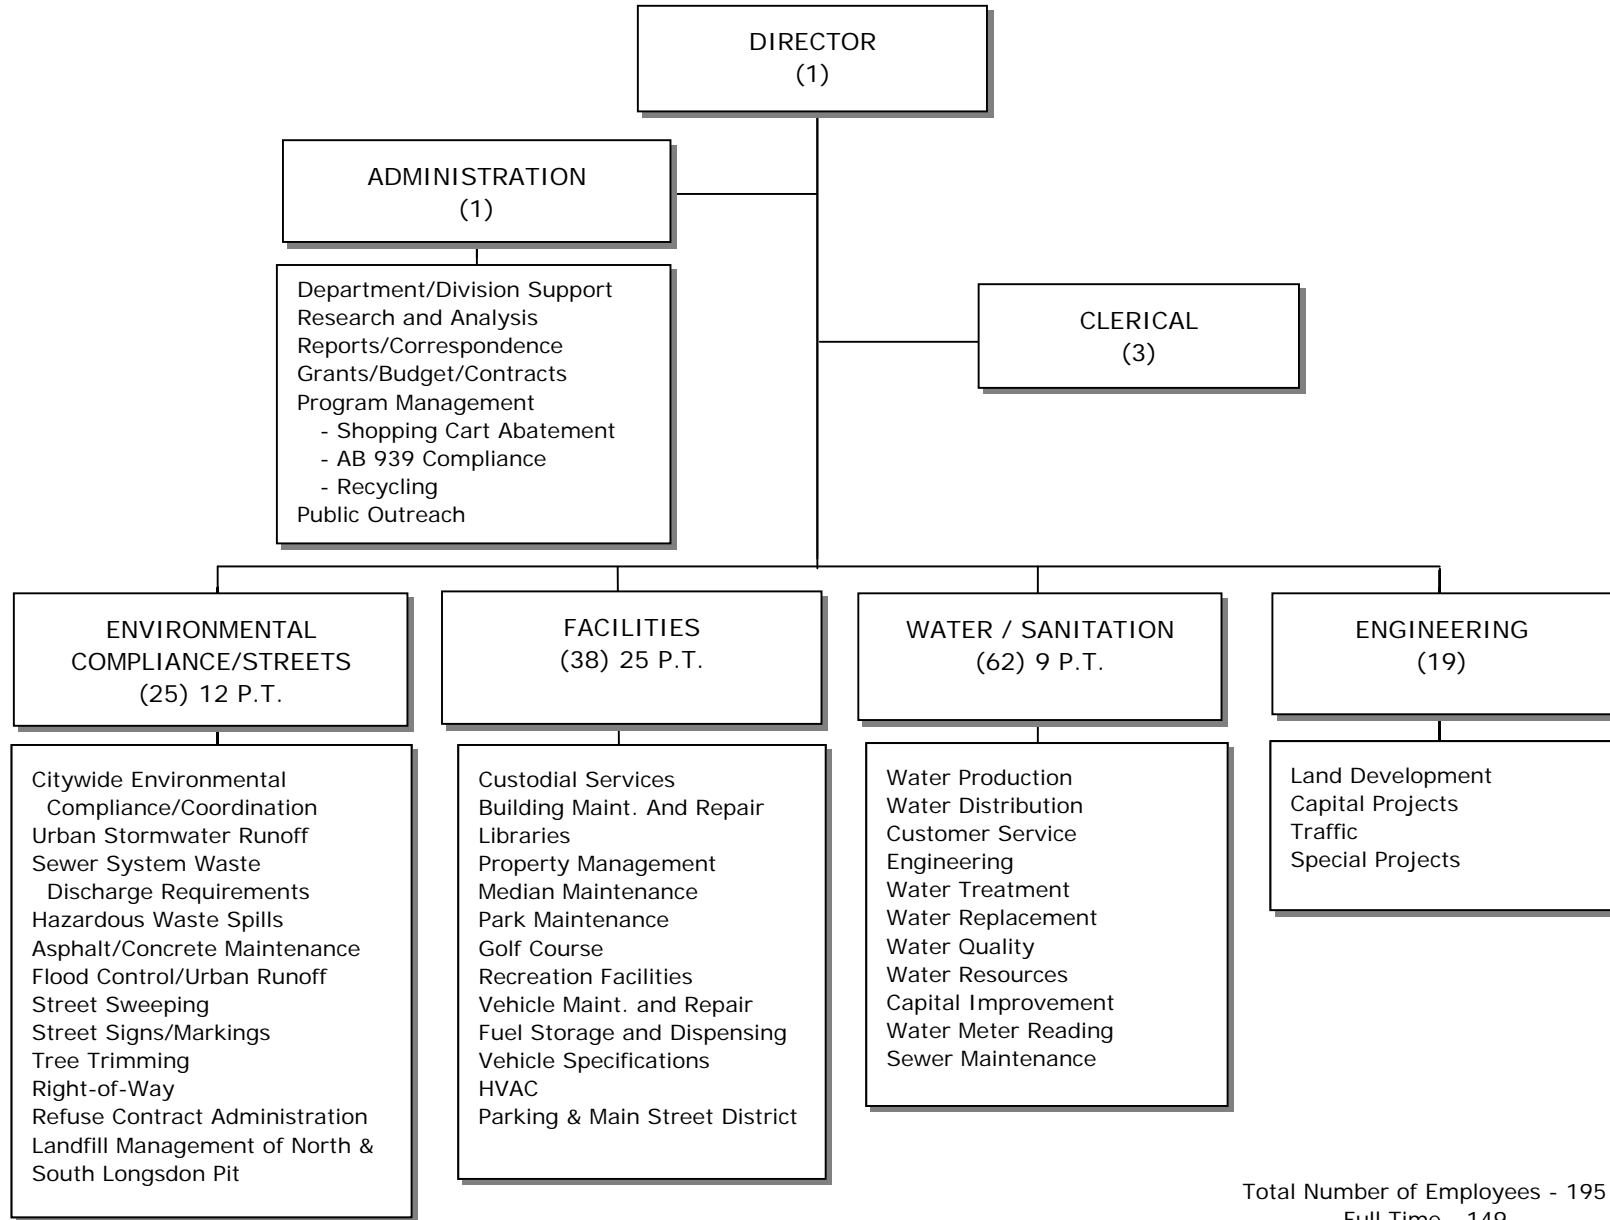 DIRECTOR
(1)
ADMINISTRATION
(1)
Department/Division Support
Research and Analysis
Reports/Correspondence
Grants/Budget/Contracts
Program Management
- Shopping Cart Abatement
- AB 939 Compliance
- Recycling
Public Outreach
CLERICAL
(3)
ENVIRONMENTAL
COMPLIANCE/STREETS
(25) 12 P.T.
Citywide Environmental
Compliance/Coordination
Urban Stormwater Runoff
Sewer System Waste
Discharge Requirements
Hazardous Waste Spills
Asphalt/Concrete Maintenance
Flood Control/Urban Runoff
Street Sweeping
Street Signs/Markings
Tree Trimming
Right-of-Way
Refuse Contract Administration
Landfill Management of North &
South Longsdon Pit
FACILITIES
(38) 25 P.T.
Custodial Services
Building Maint. And Repair
Libraries
Property Management
Median Maintenance
Park Maintenance
Golf Course
Recreation Facilities
Vehicle Maint. and Repair
Fuel Storage and Dispensing
Vehicle Specifications
HVAC
Parking & Main Street District
WATER / SANITATION
(62) 9 P.T.
Water Production
Water Distribution
Customer Service
Engineering
Water Treatment
Water Replacement
Water Quality
Water Resources
Capital Improvement
Water Meter Reading
Sewer Maintenance
ENGINEERING
(19)
Land Development
Capital Projects
Traffic
Special Projects
Total Number of Employees - 195
Full Time - 149